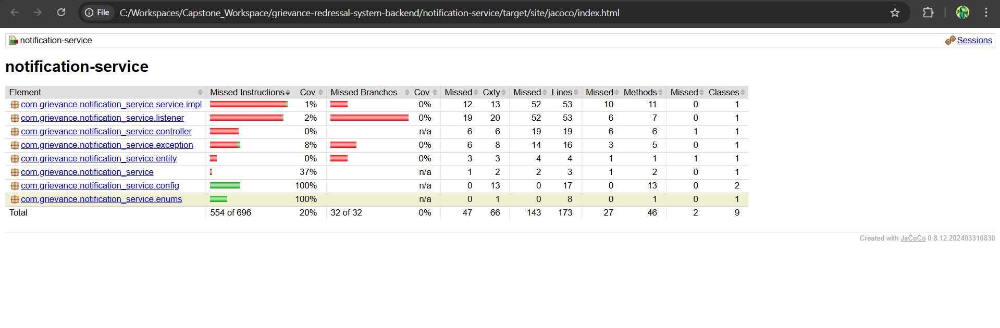 File C:/Workspaces/Capstone_Workspace/grievance-redressal-system-backend/notification-service/target/site/jacoco/index.html
notification-service Sessions
notification-service
Element Missed Instructions Cov. Missed Branches Cov. Missed Cxty Missed Lines Missed Methods Missed Classes
com.grievance.notification_service.service.impl 1% 0% 12 13 52 53 10 11 0 1
com.grievance.notification_service.listener 2% 0% 19 20 52 53 6 7 0 1
com.grievance.notification_service.controller 0% n/a 6 6 19 19 6 6 1 1
com.grievance.notification_service.exception 8% 0% 6 8 14 16 3 5 0 1
com.grievance.notification_service.entity 0% 0% 3 3 4 4 1 1 1 1
com.grievance.notification_service 37% n/a 1 2 2 3 1 2 0 1
com.grievance.notification_service.config 100% n/a 0 13 0 17 0 13 0 2
com.grievance.notification_service.enums 100% n/a 0 1 0 8 0 1 0 1
Total 554 of 696 20% 32 of 32 0% 47 66 143 173 27 46 2 9
Created with JaCoCo 0.8.12.202403310830